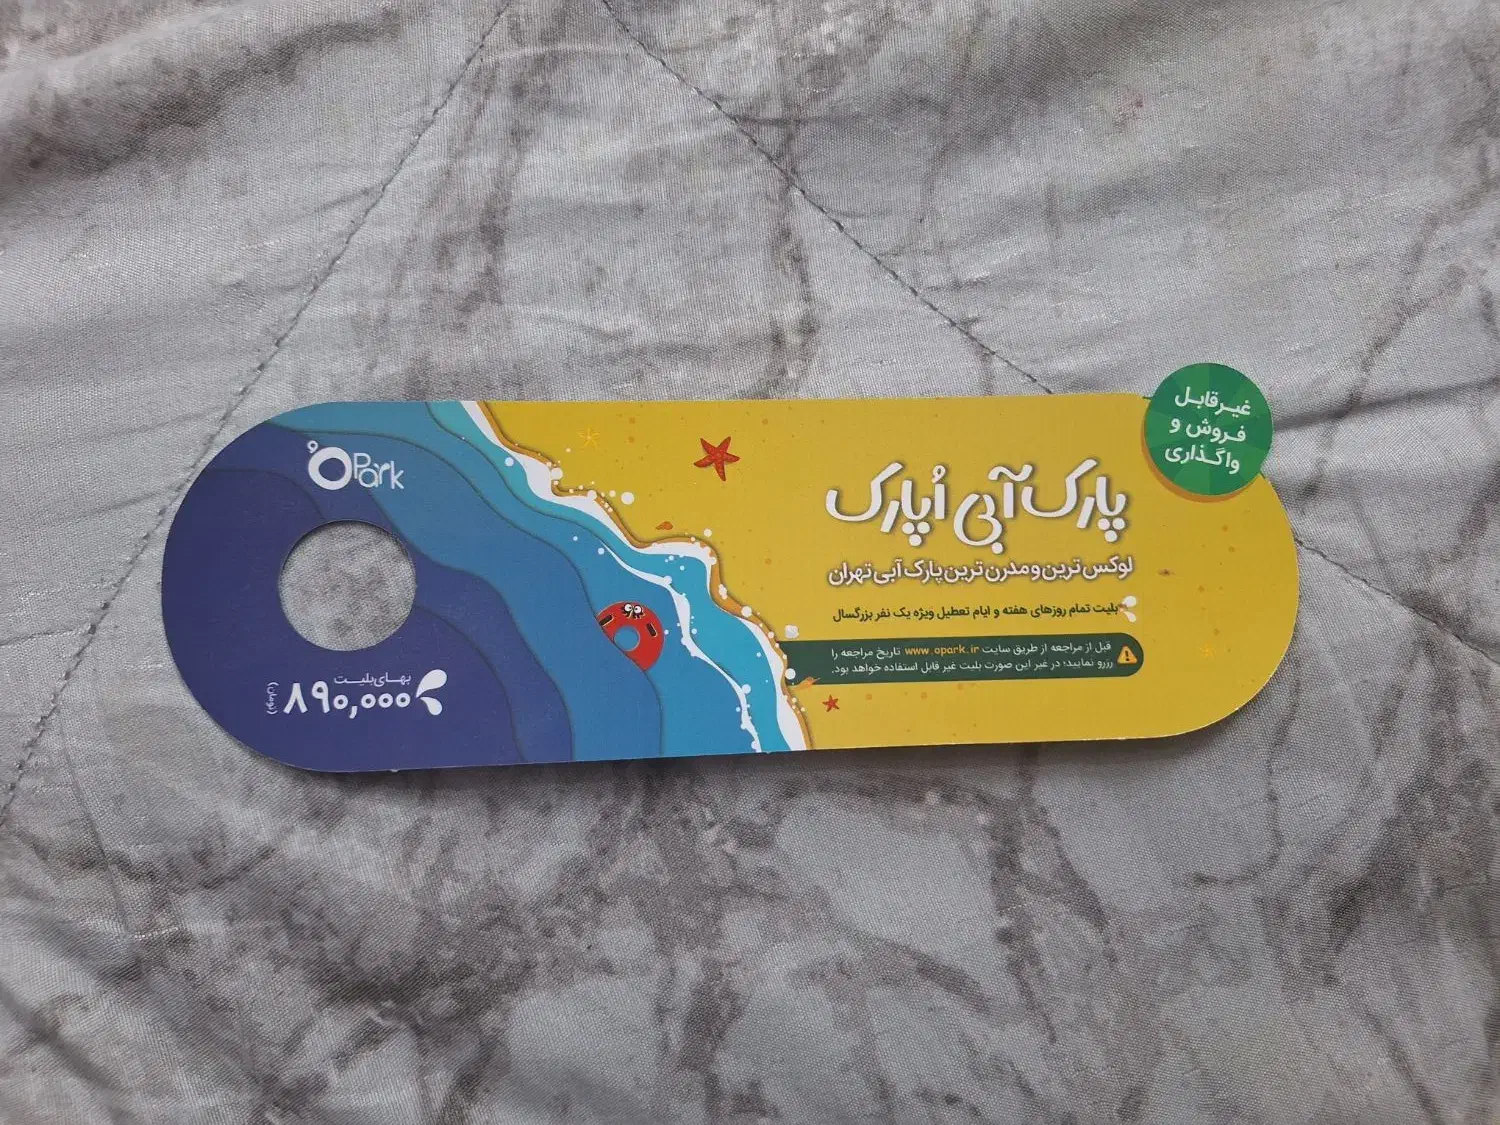 غیرقابل
فروش و
واگذاری
پارک آبی اُپارک
لوکس ترین و مدرن ترین پارک آبی تهران
بلیت تمام روزهای هفته و ایام تعطیل ویژه یک نفر بزرگسال
قبل از مراجعه از طریق سایت www.opark.ir تاریخ مراجعه را
رزرو نمایید؛ در غیر این صورت بلیت غیر قابل استفاده خواهد بود.
OPark
بهای بلیت
۸۹۰,۰۰۰
(تومان)